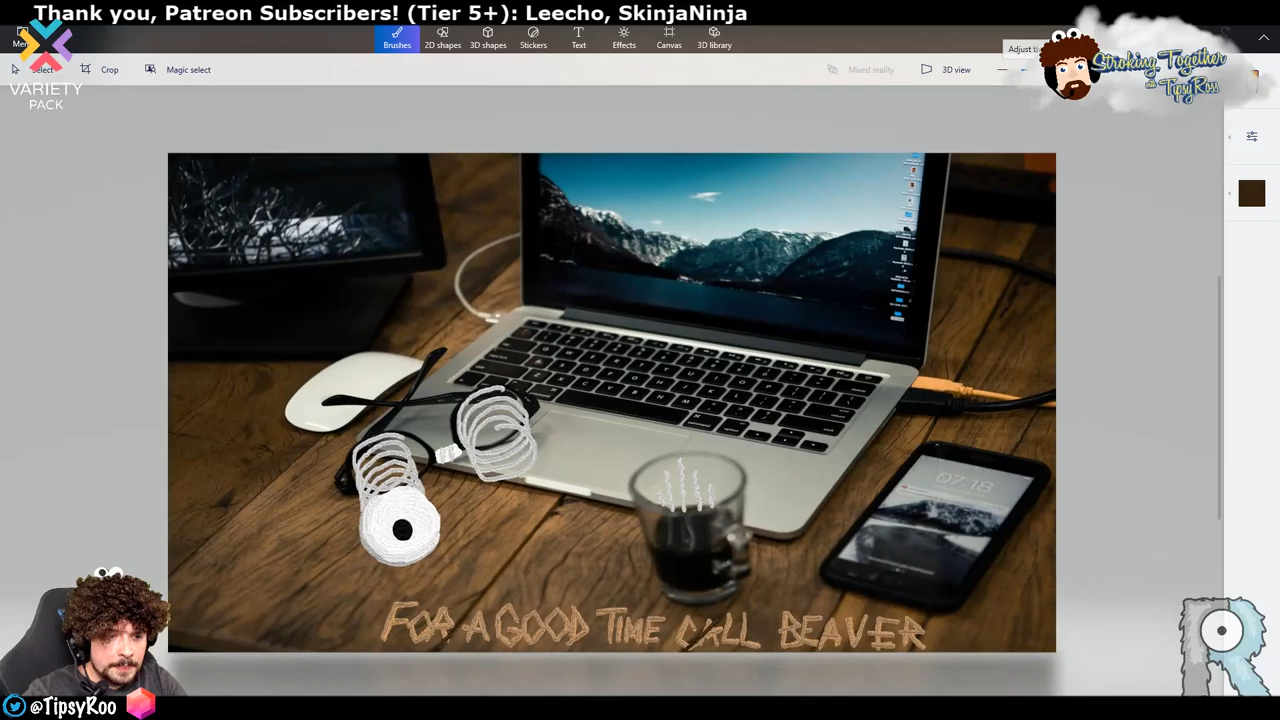 Thank you, Patreon Subscribers! (Tier 5+): Leecho, SkinjaNinja
Brushes
2D shapes
3D shapes
Stickers
Text
Effects
Canvas
3D library
Select
Crop
Magic select
Mixed reality
3D view
VARIETY
PACK
Stroking Together
with TipsyRoss
07:18
FOR A GOOD TIME CALL BEAVER
@TipsyRoo